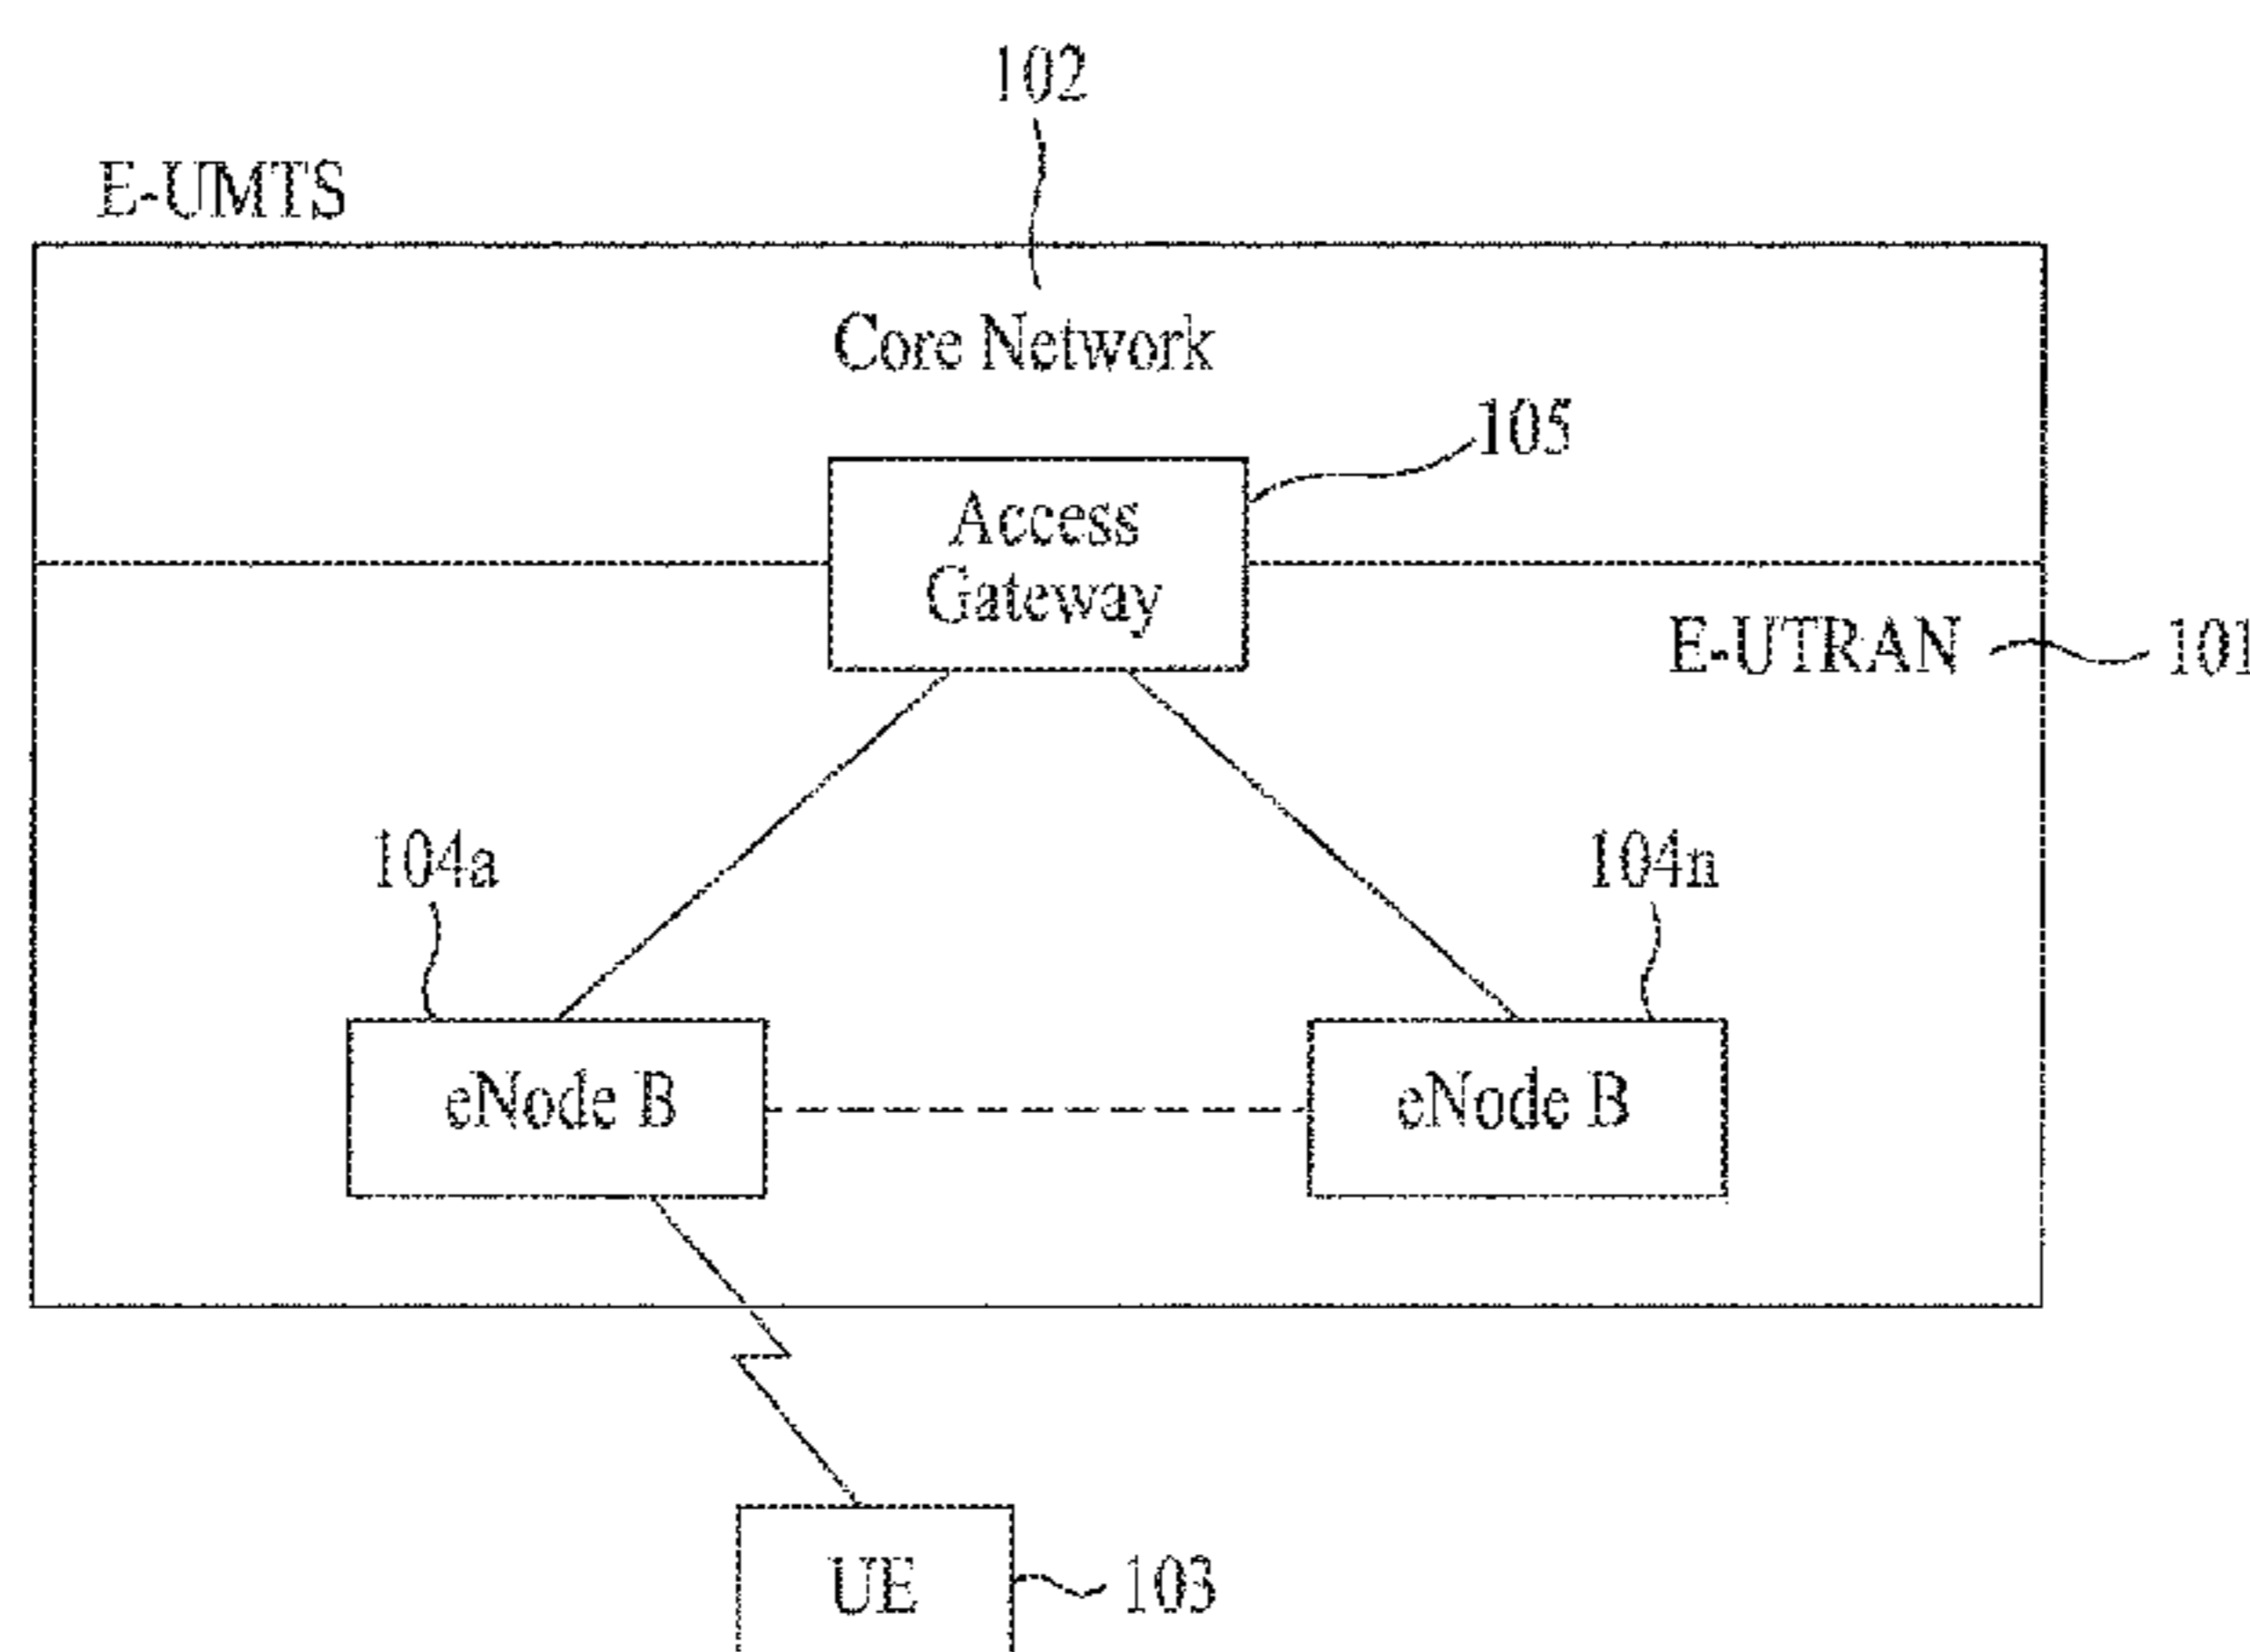 102
E-UMTS
Core Network
105
Access
Gateway
E-UTRAN
101
104a
104n
eNode B
eNode B
UE
103